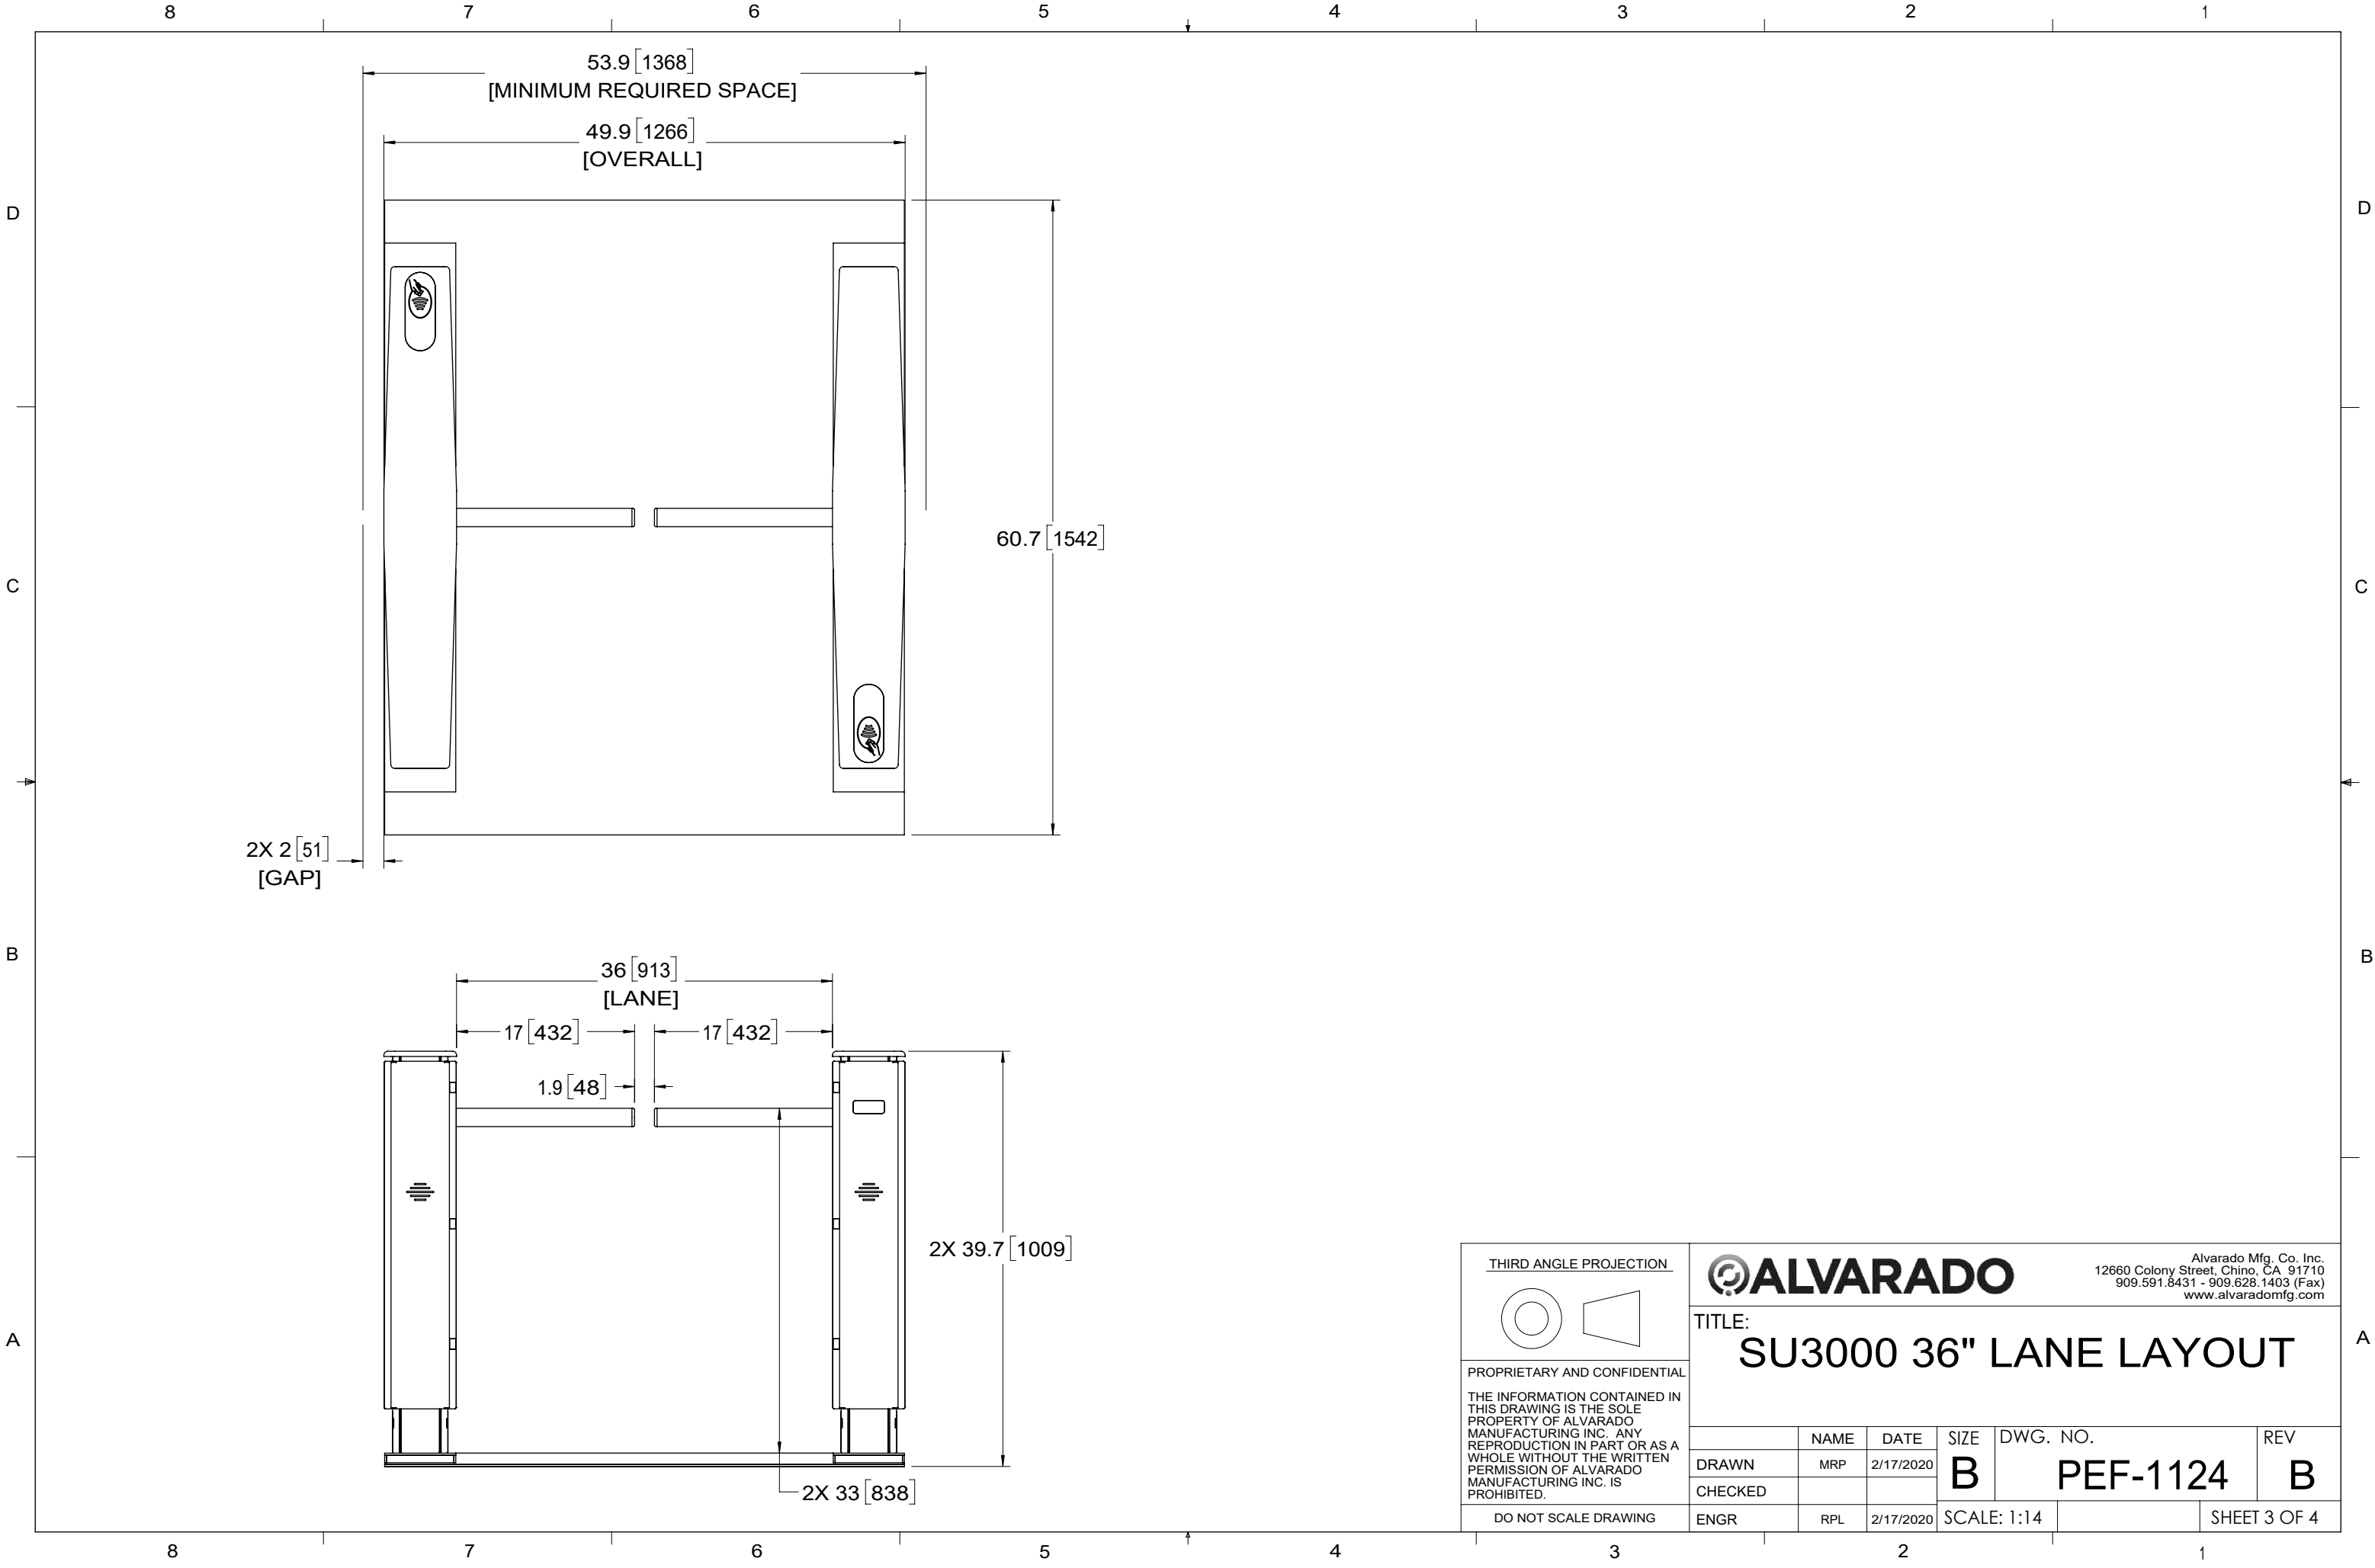 8 7 6 5 4 3 2 1
53.9 [1368]
[MINIMUM REQUIRED SPACE]
49.9 [1266]
[OVERALL]
D D
60.7 [1542]
C C
2X 2 [51]
[GAP]
B B
36 [913]
[LANE]
17 [432] 17 [432]
1.9 [48]
2X 39.7 [1009]
2X 33 [838]
A A
THIRD ANGLE PROJECTION
PROPRIETARY AND CONFIDENTIAL
THE INFORMATION CONTAINED IN
THIS DRAWING IS THE SOLE
PROPERTY OF ALVARADO
MANUFACTURING INC. ANY
REPRODUCTION IN PART OR AS A
WHOLE WITHOUT THE WRITTEN
PERMISSION OF ALVARADO
MANUFACTURING INC. IS
PROHIBITED.
DO NOT SCALE DRAWING
ALVARADO
Alvarado Mfg. Co. Inc.
12660 Colony Street, Chino, CA 91710
909.591.8431 - 909.628.1403 (Fax)
www.alvaradomfg.com
TITLE:
SU3000 36" LANE LAYOUT
NAME DATE SIZE DWG. NO. REV
DRAWN MRP 2/17/2020 B PEF-1124 B
CHECKED
ENGR RPL 2/17/2020 SCALE: 1:14 SHEET 3 OF 4
8 7 6 5 4 3 2 1